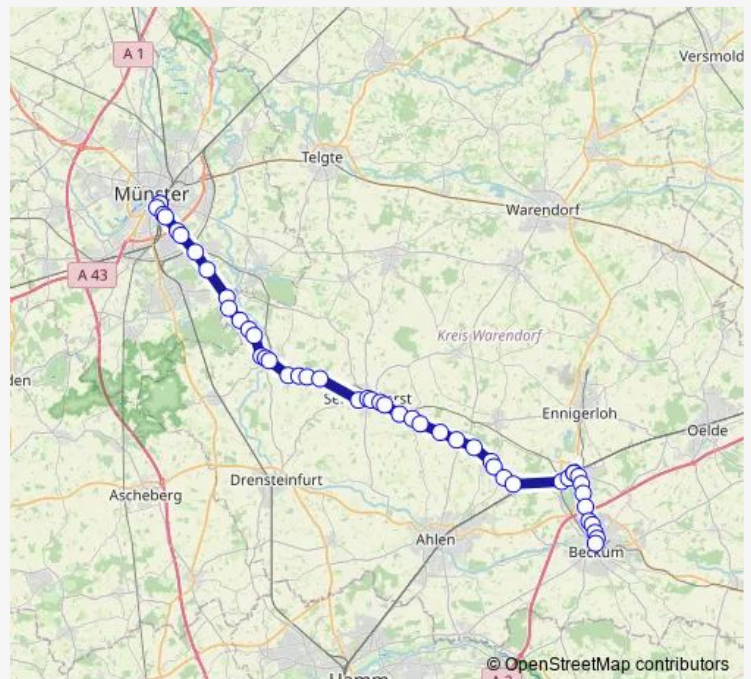 A 1
Versmold
Telgte
Münster
Warendorf
A 43
Kreis Warendorf
den
Ennigerloh
Oelde
Drensteinfurt
Ascheberg
Ahlen
Beckum
© OpenStreetMap contributors